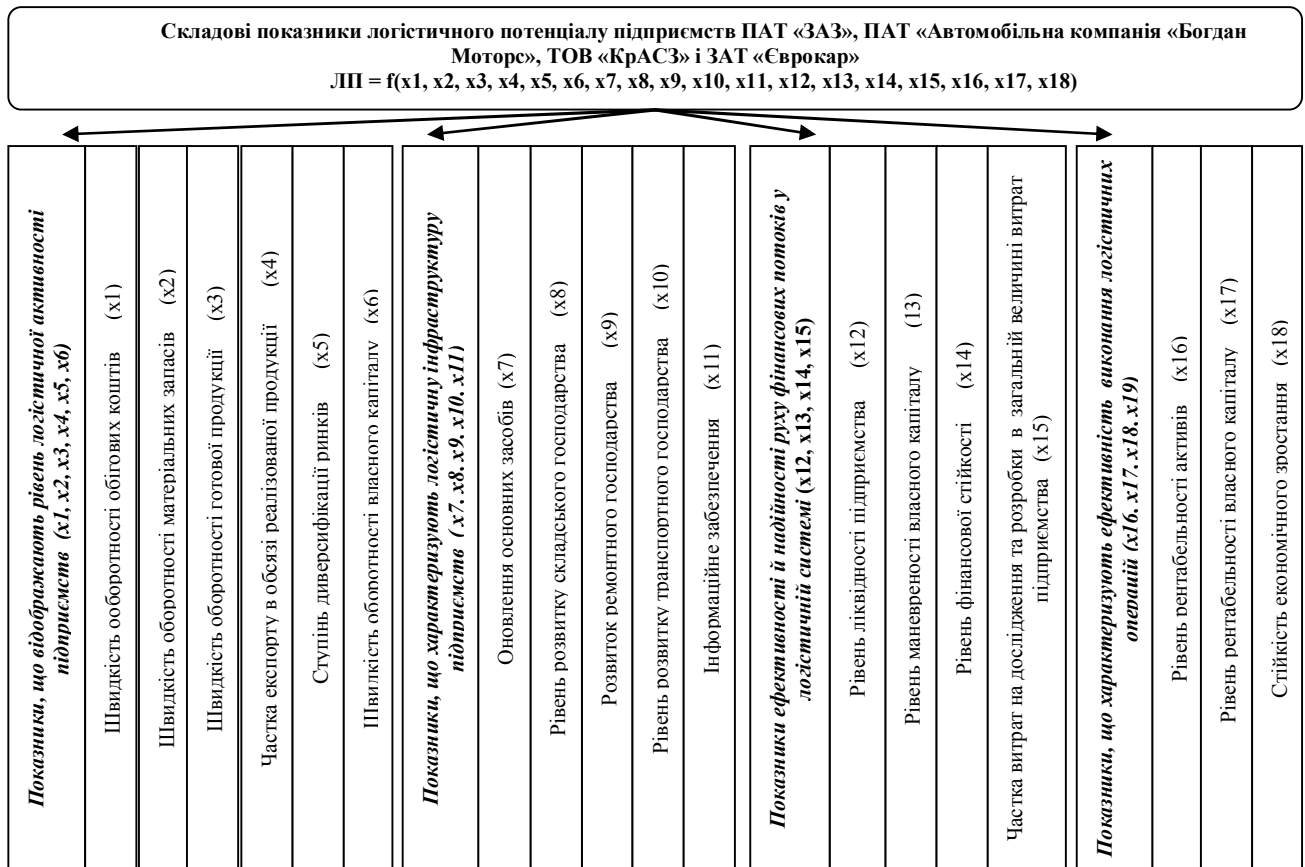 Складові показники логістичного потенціалу підприємств ПАТ «ЗАЗ», ПАТ «Автомобільна компанія «Богдан
Моторс», ТОВ «КрАСЗ» і ЗАТ «Єврокар»
ЛП = f(x1, x2, x3, x4, x5, x6, x7, x8, x9, x10, x11, x12, x13, x14, x15, x16, x17, x18)
Показники, що відображають рівень логістичної активності
підприємств (x1, x2, x3, x4, x5, x6)
Швидкість ооборотності обігових коштів (x1)
Швидкість оборотності матеріальних запасів (x2)
Швидкість оборотності готової продукції (x3)
Частка експорту в обсязі реалізованої продукції (x4)
Ступінь диверсифікації ринків (x5)
Швидкість оборотності власного капіталу (x6)
Показники, що характеризують логістичну інфраструктуру
підприємств (x7, x8, x9, x10, x11)
Оновлення основних засобів (x7)
Рівень розвитку складського господарства (x8)
Розвиток ремонтного господарства (x9)
Рівень розвитку транспортного господарства (x10)
Інформаційне забезпечення (x11)
Показники ефективності й надійності руху фінансових потоків у
логістичній системі (x12, x13, x14, x15)
Рівень ліквідності підприємства (x12)
Рівень маневреності власного капіталу (13)
Рівень фінансової стійкості (x14)
Частка витрат на дослідження та розробки в загальній величині витрат
підприємства (x15)
Показники, що характеризують ефективність виконання логістичних
операцій (x16, x17, x18, x19)
Рівень рентабельності активів (x16)
Рівень рентабельності власного капіталу (x17)
Стійкість економічного зростання (x18)